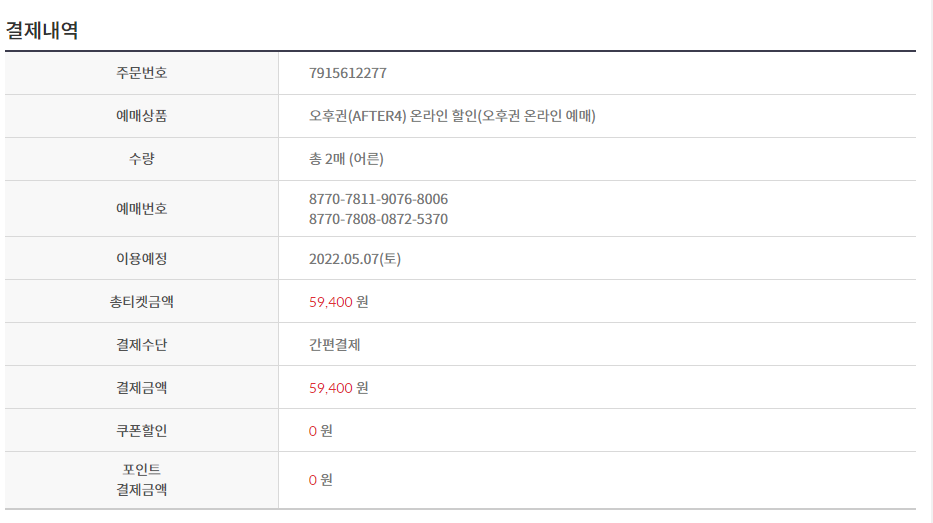 결제내역
주문번호 7915612277
예매상품 오후권(AFTER4) 온라인 할인(오후권 온라인 예매)
수량 총 2매 (어른)
예매번호 8770-7811-9076-8006
8770-7808-0872-5370
이용예정 2022.05.07(토)
총티켓금액 59,400 원
결제수단 간편결제
결제금액 59,400 원
쿠폰할인 0 원
포인트
결제금액 0 원